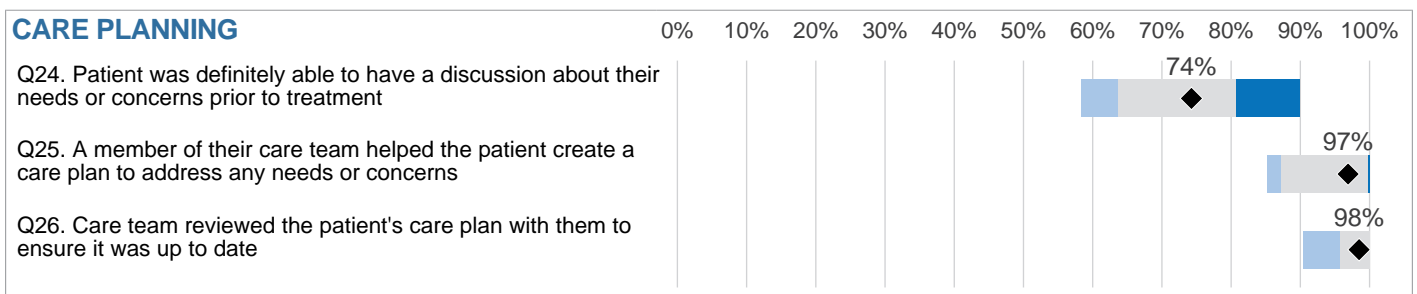 CARE PLANNING
0% 10% 20% 30% 40% 50% 60% 70% 80% 90% 100%
Q24. Patient was definitely able to have a discussion about their
needs or concerns prior to treatment
74%
Q25. A member of their care team helped the patient create a
care plan to address any needs or concerns
97%
Q26. Care team reviewed the patient's care plan with them to
ensure it was up to date
98%